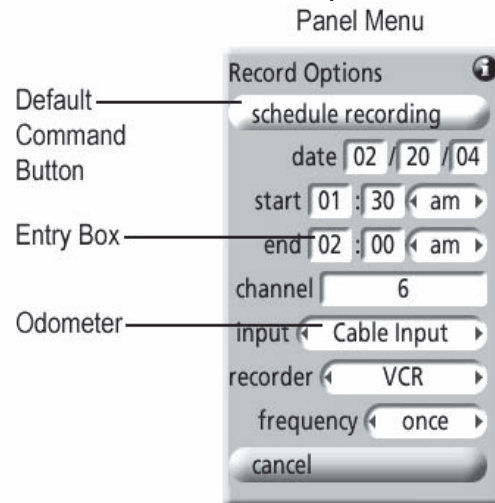 Panel Menu
Record Options i
Default
Command
Button
schedule recording
date 02 / 20 / 04
start 01 : 30 am
Entry Box
end 02 : 00 am
channel 6
Odometer
input Cable Input
recorder VCR
frequency once
cancel